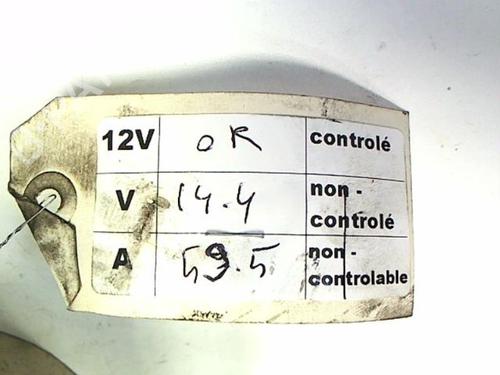 12V OK controlé
V 14.4 non -
controlé
A 59.5 non -
controlable